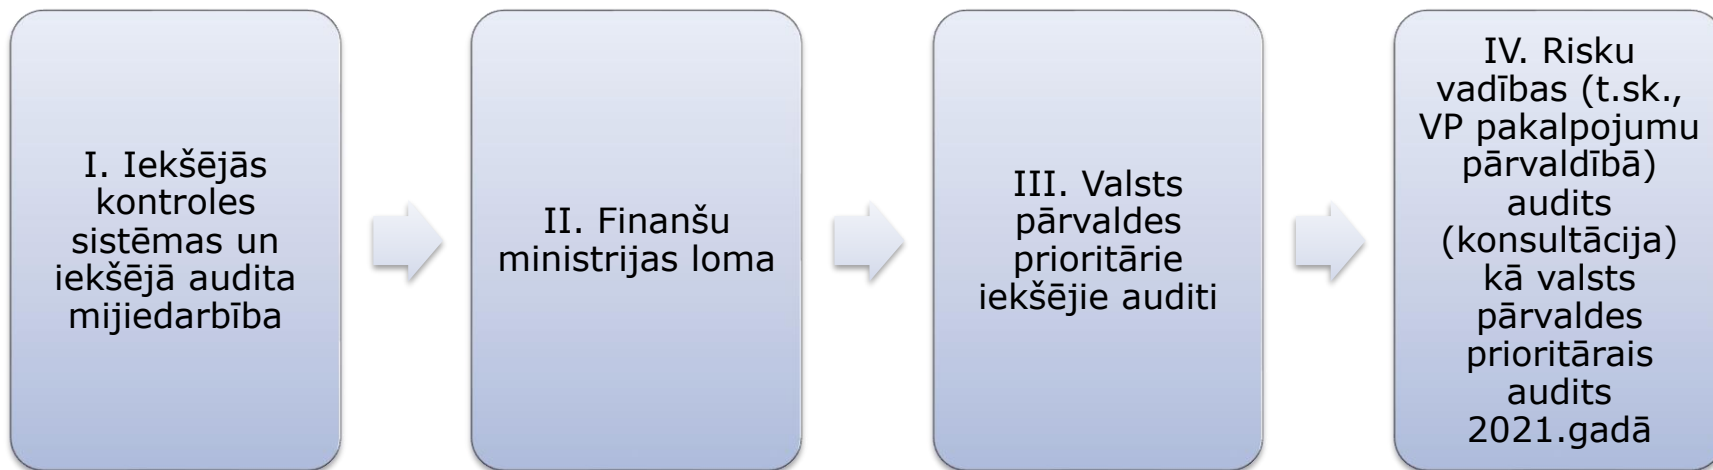 I. Iekšējās
kontroles
sistēmas un
iekšējā audita
mijiedarbība
II. Finanšu
ministrijas loma
III. Valsts
pārvaldes
prioritārie
iekšējie auditi
IV. Risku
vadības (t.sk.,
VP pakalpojumu
pārvaldībā)
audits
(konsultācija)
kā valsts
pārvaldes
prioritārais
audits
2021.gadā